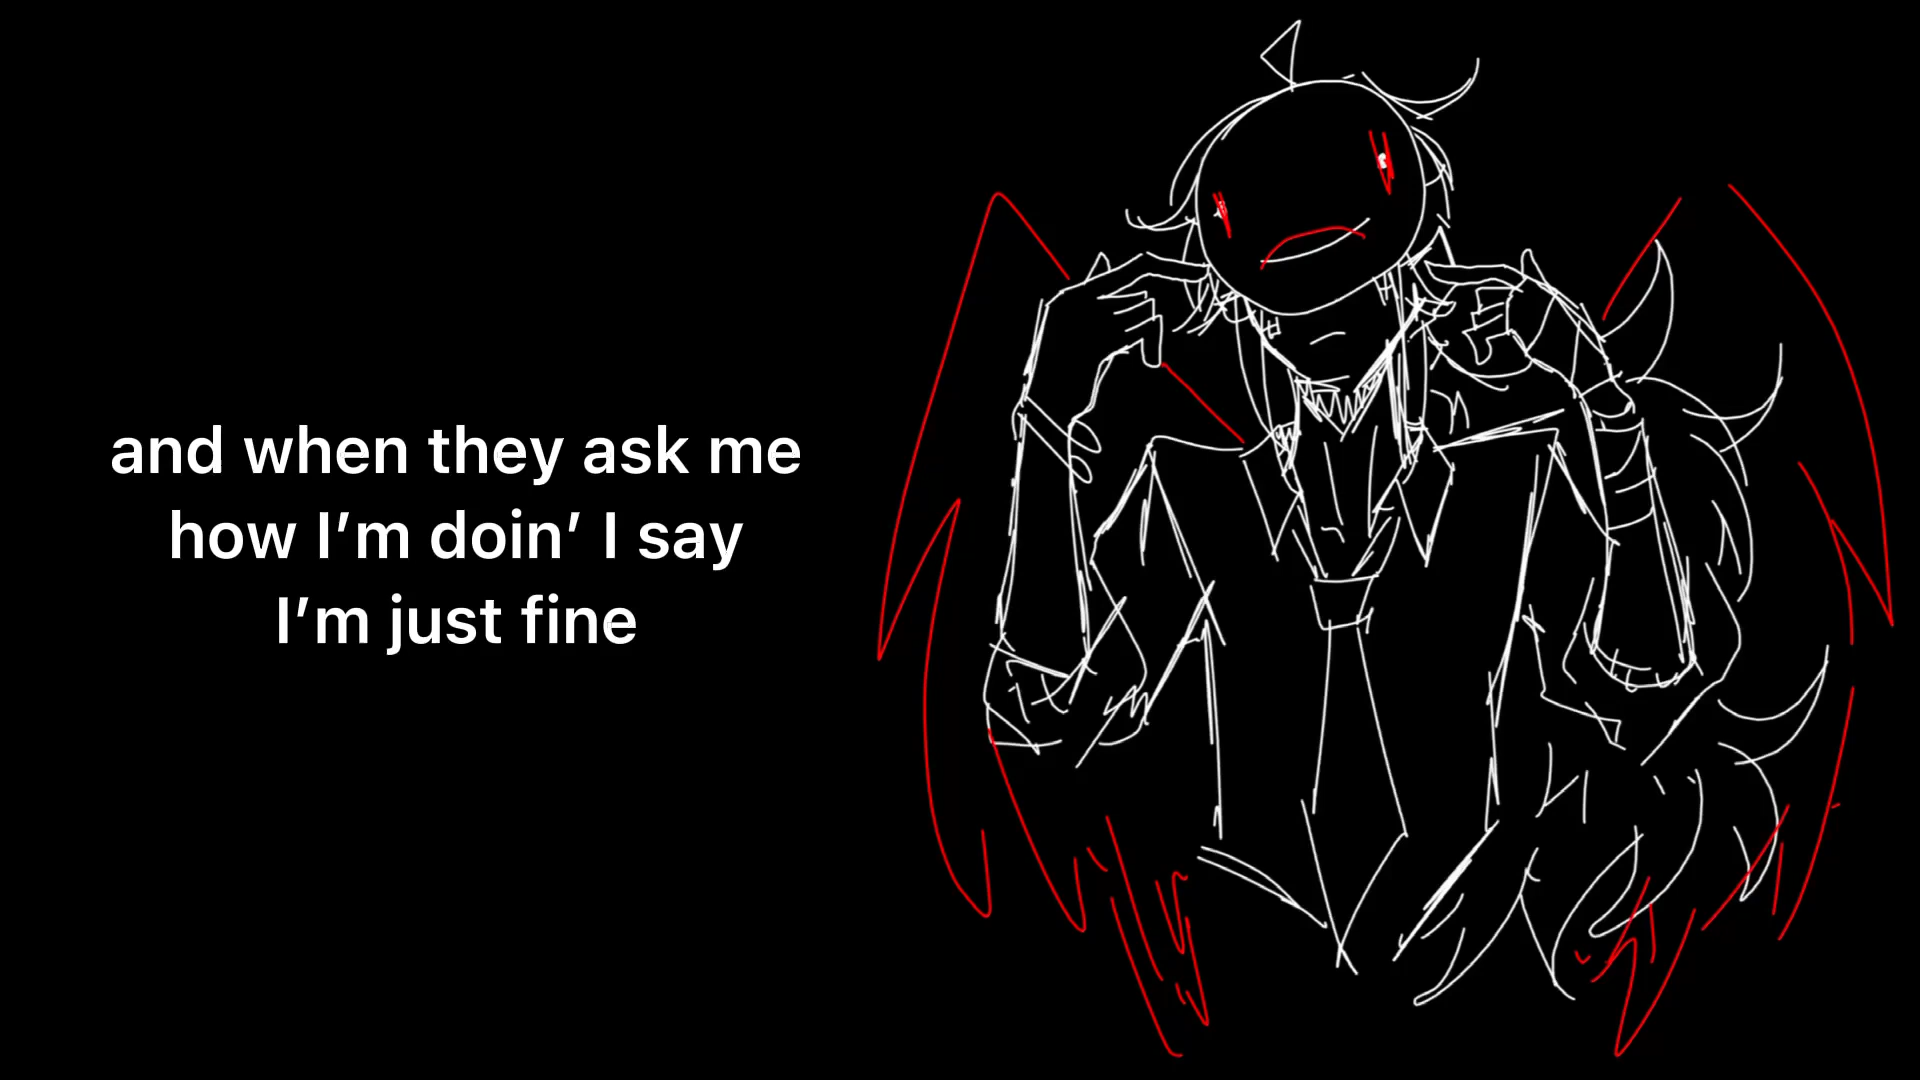 and when they ask me
how I’m doin’ I say
I’m just fine